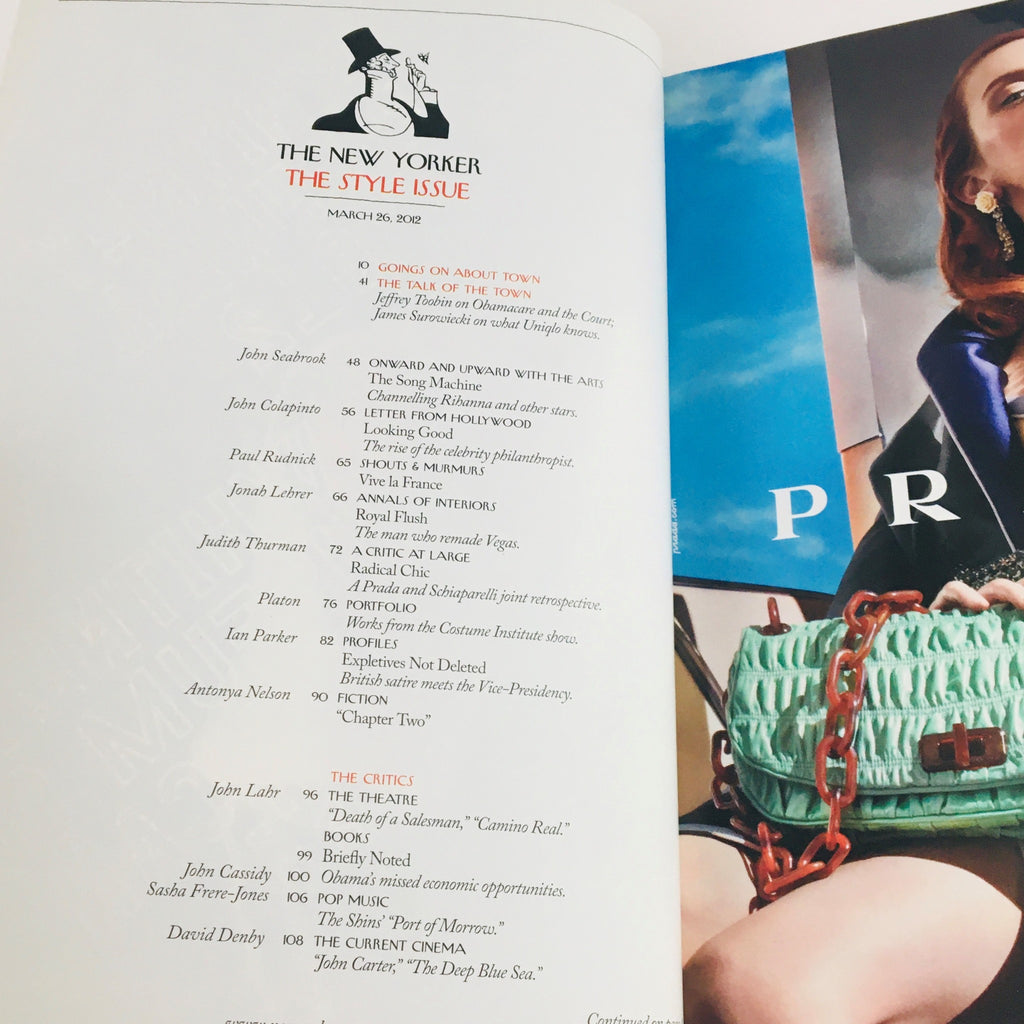 THE NEW YORKER
THE STYLE ISSUE
MARCH 26, 2012
10 GOINGS ON ABOUT TOWN
41 THE TALK OF THE TOWN
Jeffrey Toobin on Obamacare and the Court;
James Surowiecki on what Uniqlo knows.
John Seabrook 48 ONWARD AND UPWARD WITH THE ARTS
The Song Machine
Channelling Rihanna and other stars.
John Colapinto 56 LETTER FROM HOLLYWOOD
Looking Good
The rise of the celebrity philanthropist.
Paul Rudnick 65 SHOUTS & MURMURS
Vive la France
Jonah Lehrer 66 ANNALS OF INTERIORS
Royal Flush
The man who remade Vegas.
Judith Thurman 72 A CRITIC AT LARGE
Radical Chic
A Prada and Schiaparelli joint retrospective.
Platon 76 PORTFOLIO
Works from the Costume Institute show.
Ian Parker 82 PROFILES
Expletives Not Deleted
British satire meets the Vice-Presidency.
Antonya Nelson 90 FICTION
"Chapter Two"
THE CRITICS
John Lahr 96 THE THEATRE
"Death of a Salesman," "Camino Real."
BOOKS
99 Briefly Noted
John Cassidy 100 Obama's missed economic opportunities.
Sasha Frere-Jones 106 POP MUSIC
The Shins' "Port of Morrow."
David Denby 108 THE CURRENT CINEMA
"John Carter," "The Deep Blue Sea."
Continued on
PR
prada.com